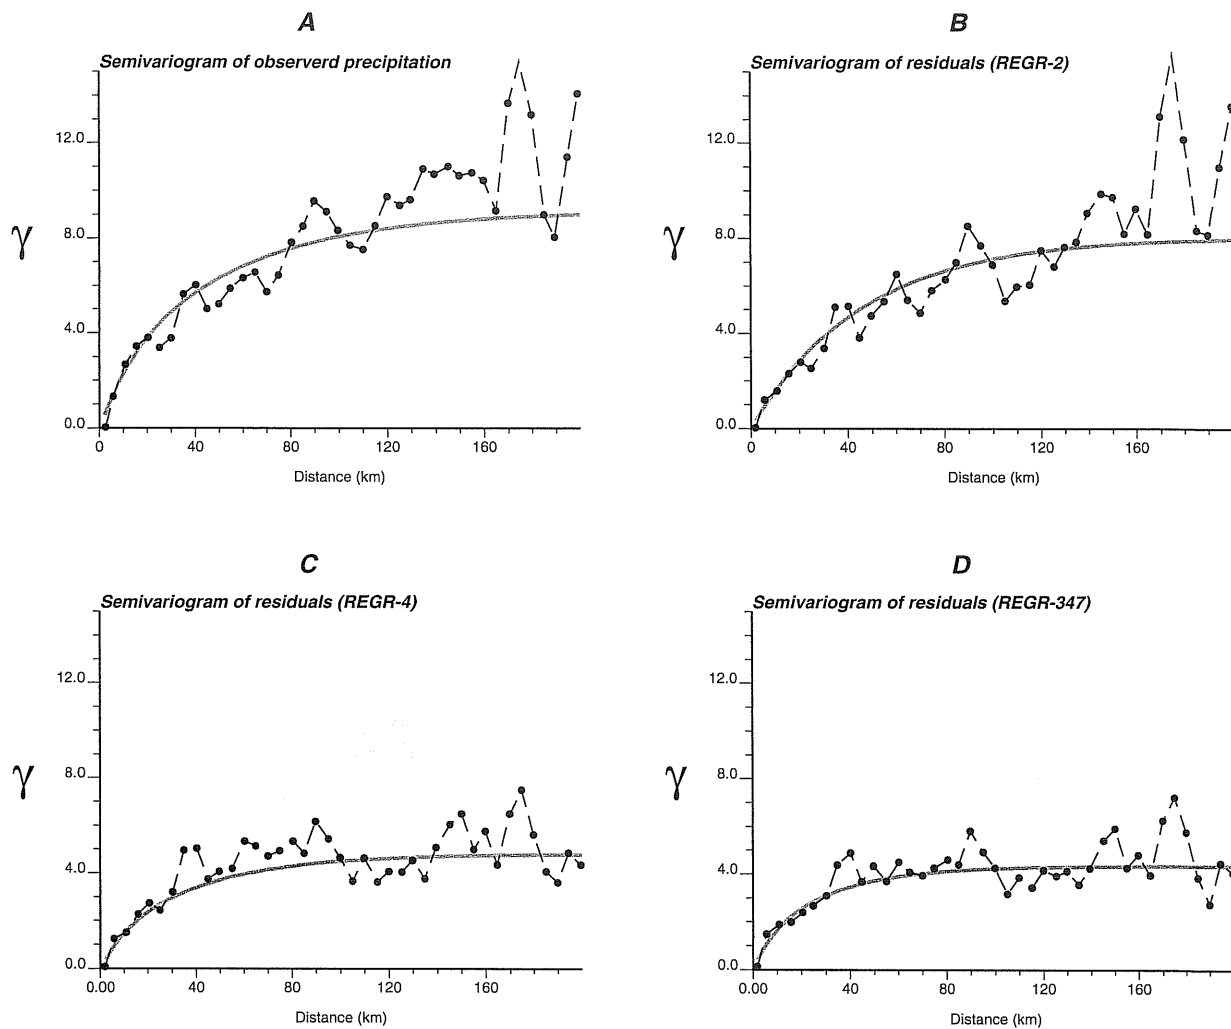 A
Semivariogram of observerd precipitation
12.0
8.0
4.0
0.0
γ
0 40 80 120 160
Distance (km)
B
Semivariogram of residuals (REGR-2)
12.0
8.0
4.0
0.0
γ
0 40 80 120 160
Distance (km)
C
Semivariogram of residuals (REGR-4)
12.0
8.0
4.0
0.0
γ
0.00 40 80 120 160
Distance (km)
D
Semivariogram of residuals (REGR-347)
12.0
8.0
4.0
0.0
γ
0.00 40 80 120 160
Distance (km)